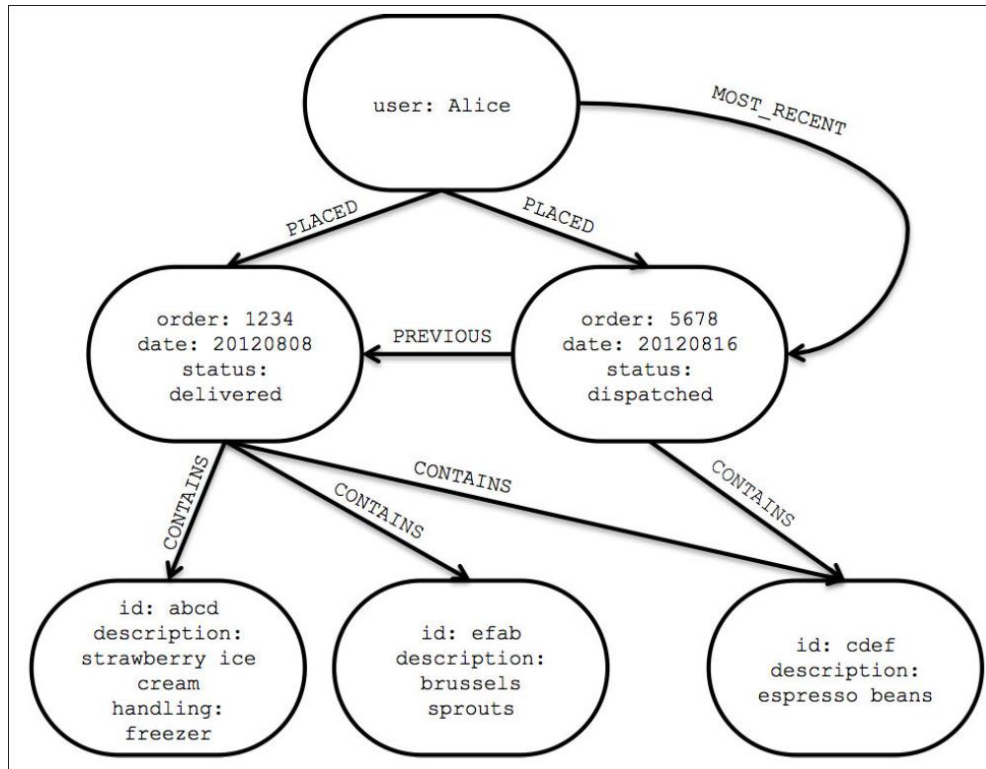 user: Alice
MOST_RECENT
PLACED
PLACED
order: 1234
date: 20120808
status:
delivered
PREVIOUS
order: 5678
date: 20120816
status:
dispatched
CONTAINS
CONTAINS
CONTAINS
CONTAINS
id: abcd
description:
strawberry ice
cream
handling:
freezer
id: efab
description:
brussels
sprouts
id: cdef
description:
espresso beans